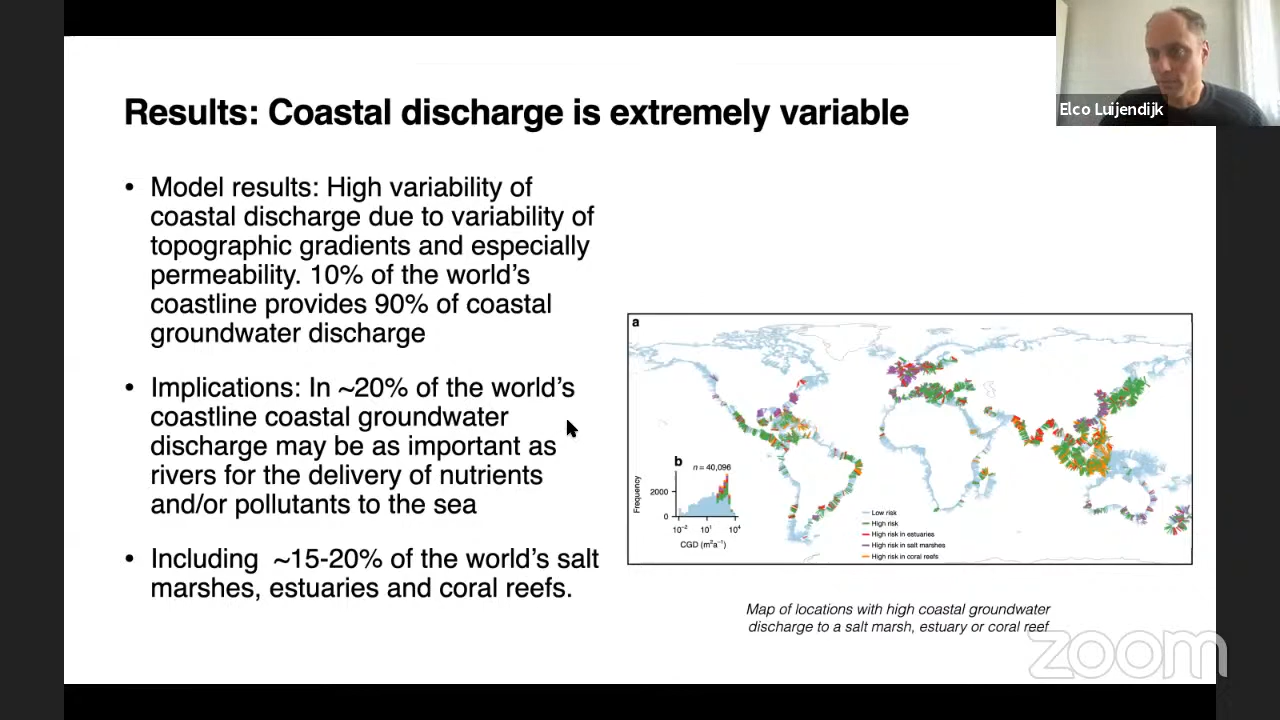 Results: Coastal discharge is extremely variable
Elco Luijendijk
• Model results: High variability of
coastal discharge due to variability of
topographic gradients and especially
permeability. 10% of the world's
coastline provides 90% of coastal
groundwater discharge
• Implications: In ~20% of the world's
coastline coastal groundwater
discharge may be as important as
rivers for the delivery of nutrients
and/or pollutants to the sea
• Including ~15-20% of the world's salt
marshes, estuaries and coral reefs.
a
b
n = 40,096
Frequency
2000
0
10⁻² 10¹ 10⁴
CGD (m²a⁻¹)
Low risk
High risk
High risk in estuaries
High risk in salt marshes
High risk in coral reefs
Map of locations with high coastal groundwater
discharge to a salt marsh, estuary or coral reef
zoom